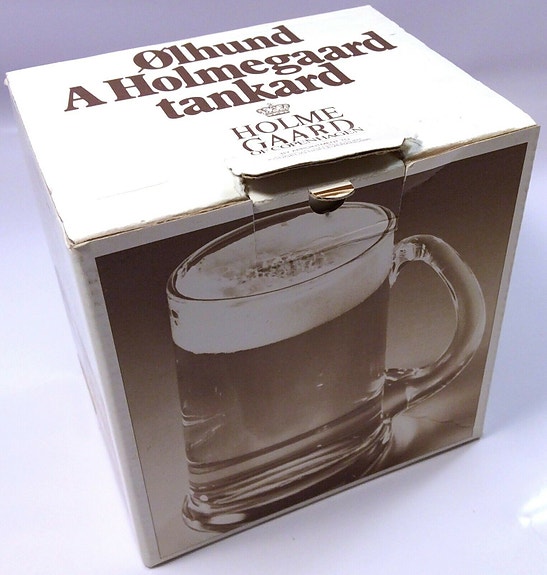 Ølhund
A Holmegaard
tankard
HOLME
GAARD
OF COPENHAGEN